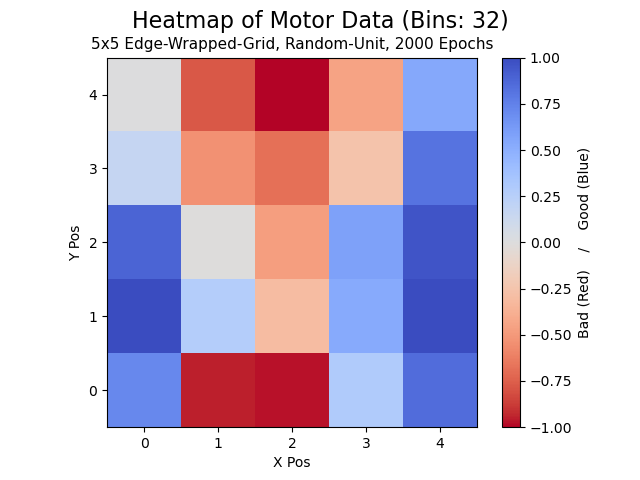 Heatmap of Motor Data (Bins: 32)
5x5 Edge-Wrapped-Grid, Random-Unit, 2000 Epochs
Y Pos
4
3
2
1
0
0 1 2 3 4
X Pos
1.00
0.75
0.50
0.25
0.00
−0.25
−0.50
−0.75
−1.00
Bad (Red) / Good (Blue)